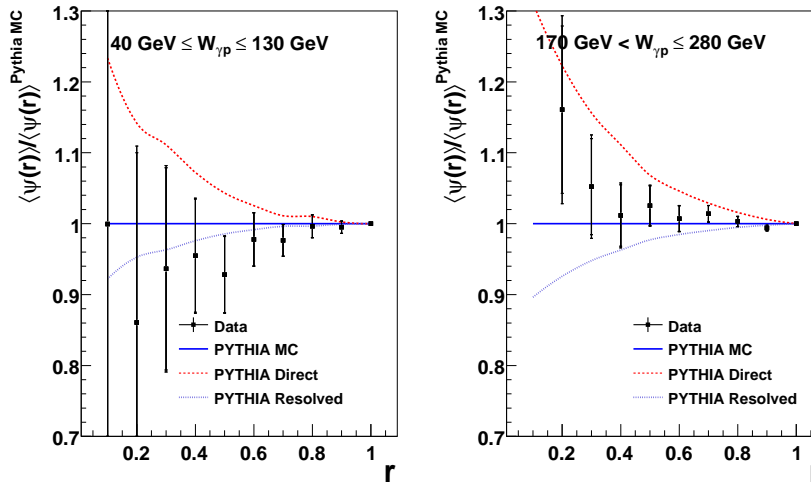 ⟨ψ(r)⟩/⟨ψ(r)⟩^Pythia MC
1.3
1.2
1.1
1
0.9
0.8
0.7
40 GeV ≤ W_γp ≤ 130 GeV
Data
PYTHIA MC
PYTHIA Direct
PYTHIA Resolved
0.2 0.4 0.6 0.8 1
r
⟨ψ(r)⟩/⟨ψ(r)⟩^Pythia MC
1.3
1.2
1.1
1
0.9
0.8
0.7
170 GeV < W_γp ≤ 280 GeV
Data
PYTHIA MC
PYTHIA Direct
PYTHIA Resolved
0.2 0.4 0.6 0.8 1